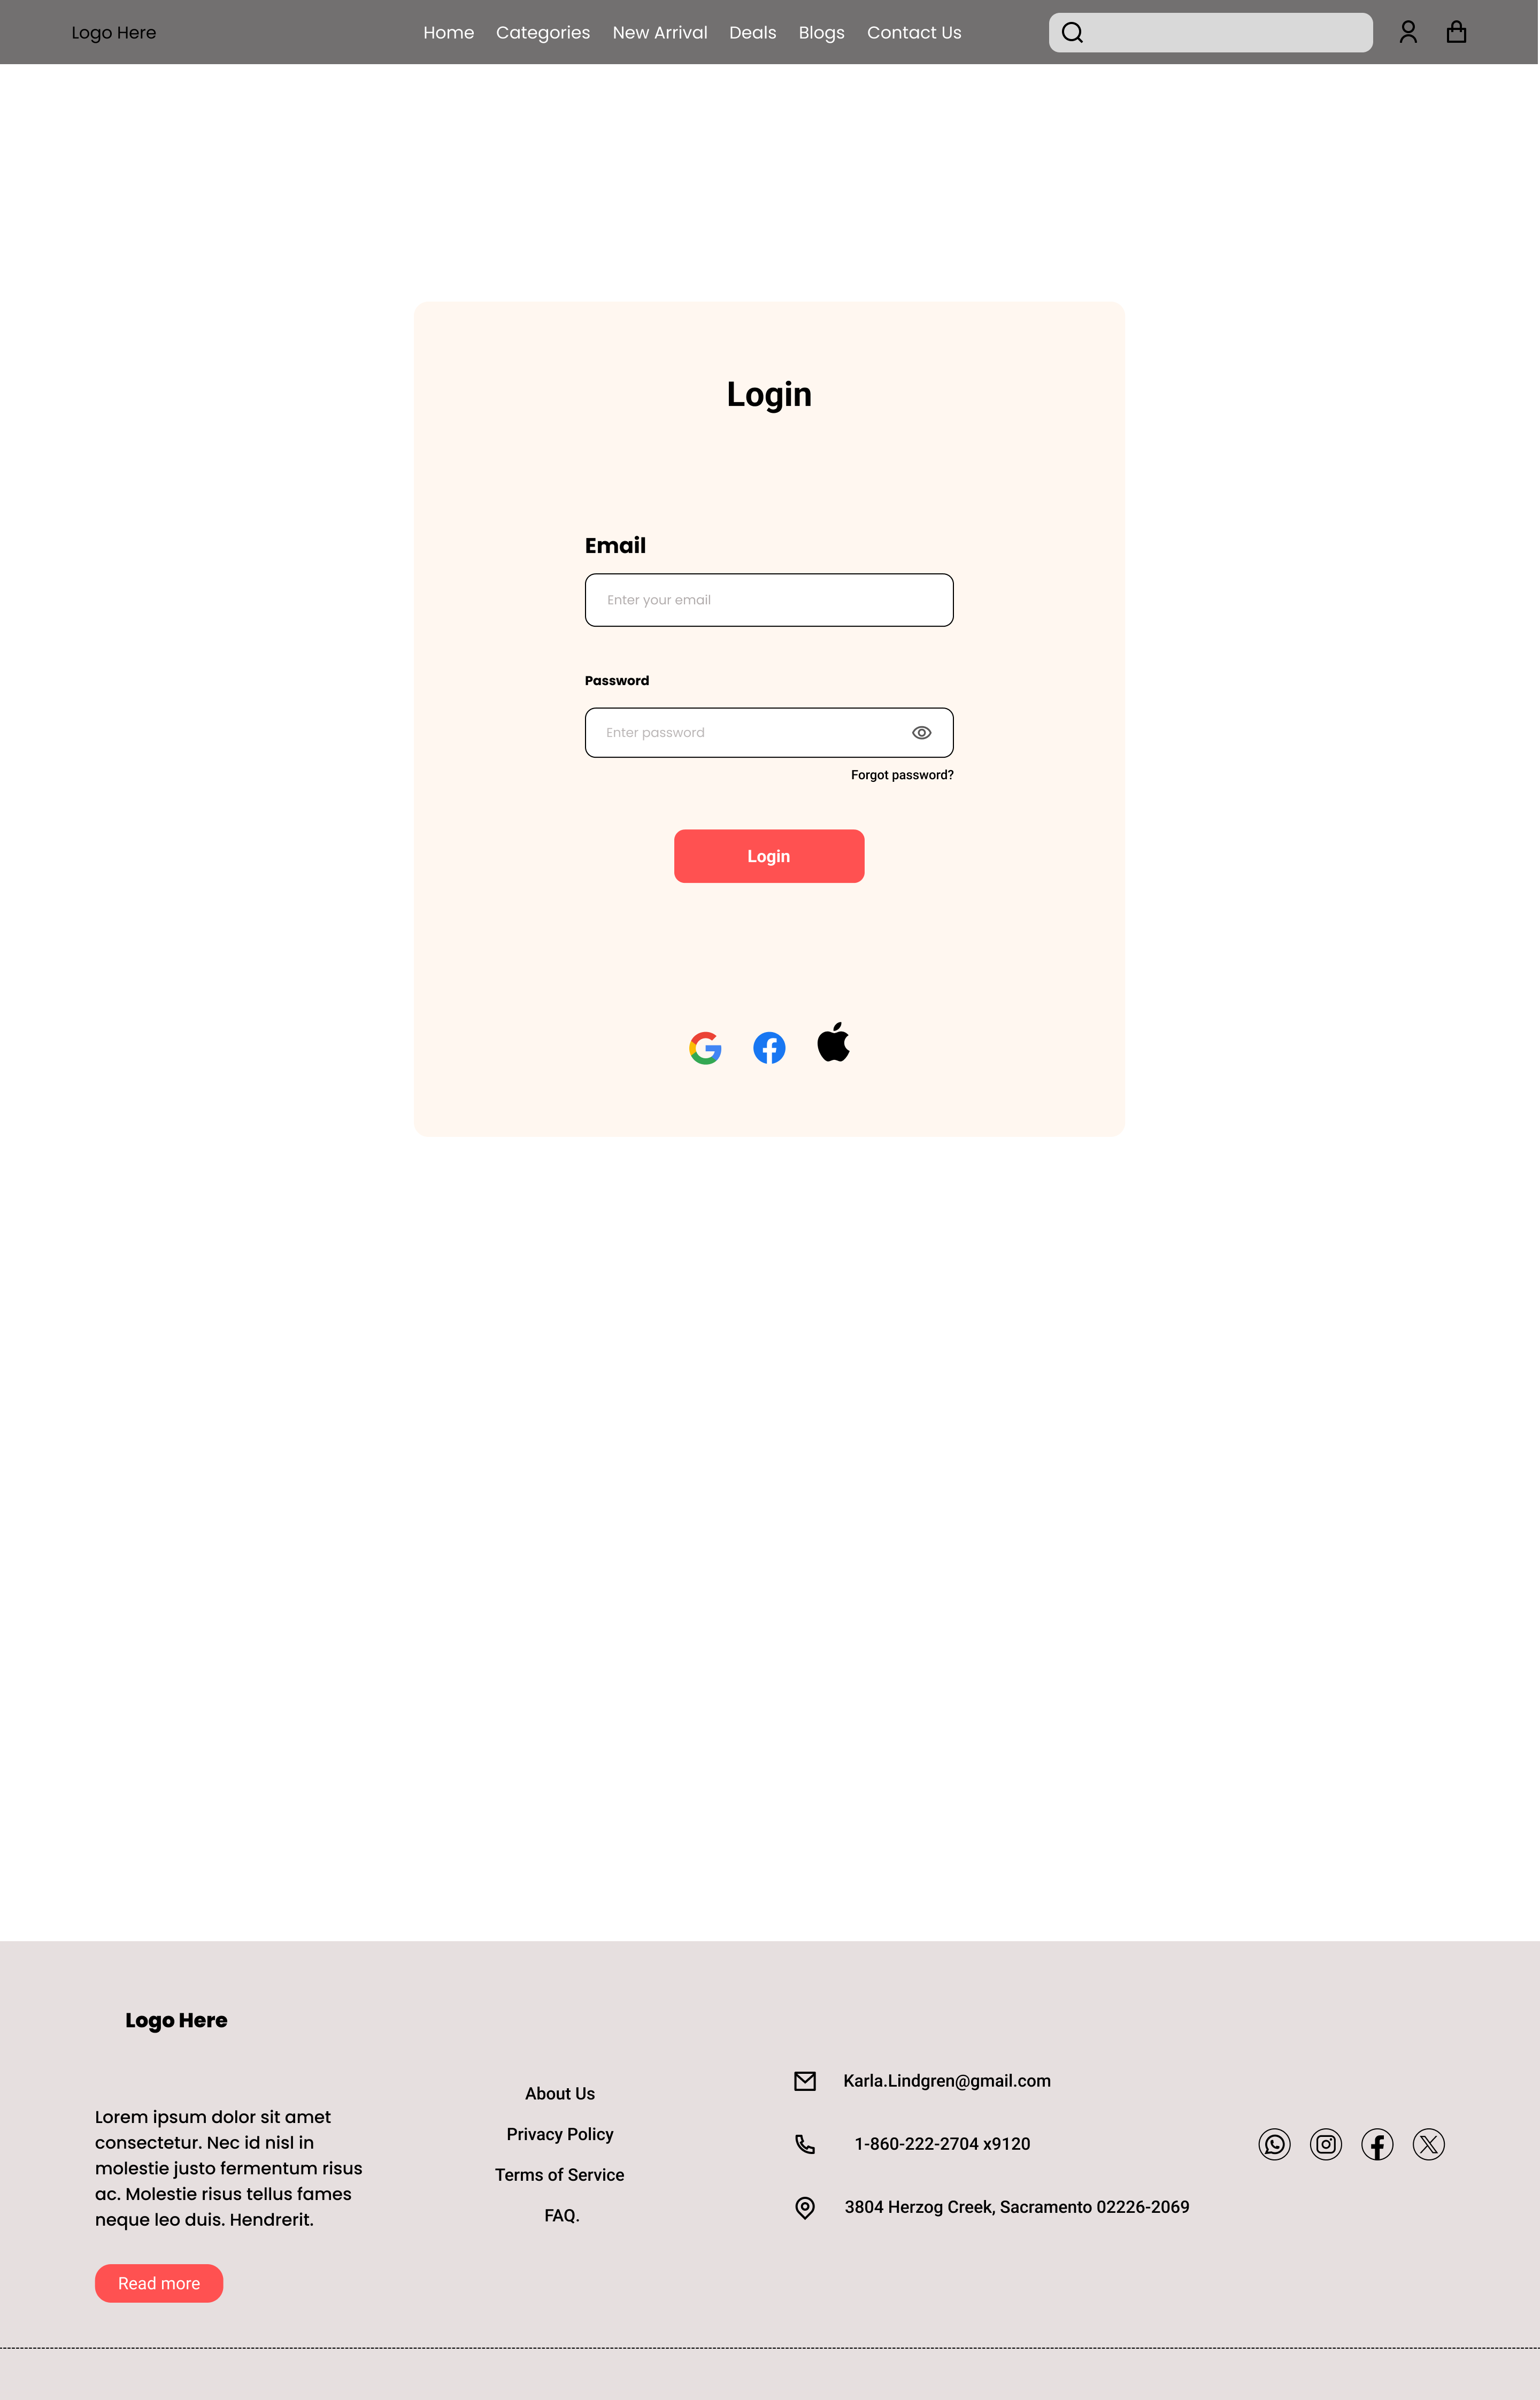 Logo Here
Home Categories New Arrival Deals Blogs Contact Us
Login
Email
Enter your email
Password
Enter password
Forgot password?
Login
Logo Here
Lorem ipsum dolor sit amet
consectetur. Nec id nisl in
molestie justo fermentum risus
ac. Molestie risus tellus fames
neque leo duis. Hendrerit.
Read more
About Us
Privacy Policy
Terms of Service
FAQ.
Karla.Lindgren@gmail.com
1-860-222-2704 x9120
3804 Herzog Creek, Sacramento 02226-2069